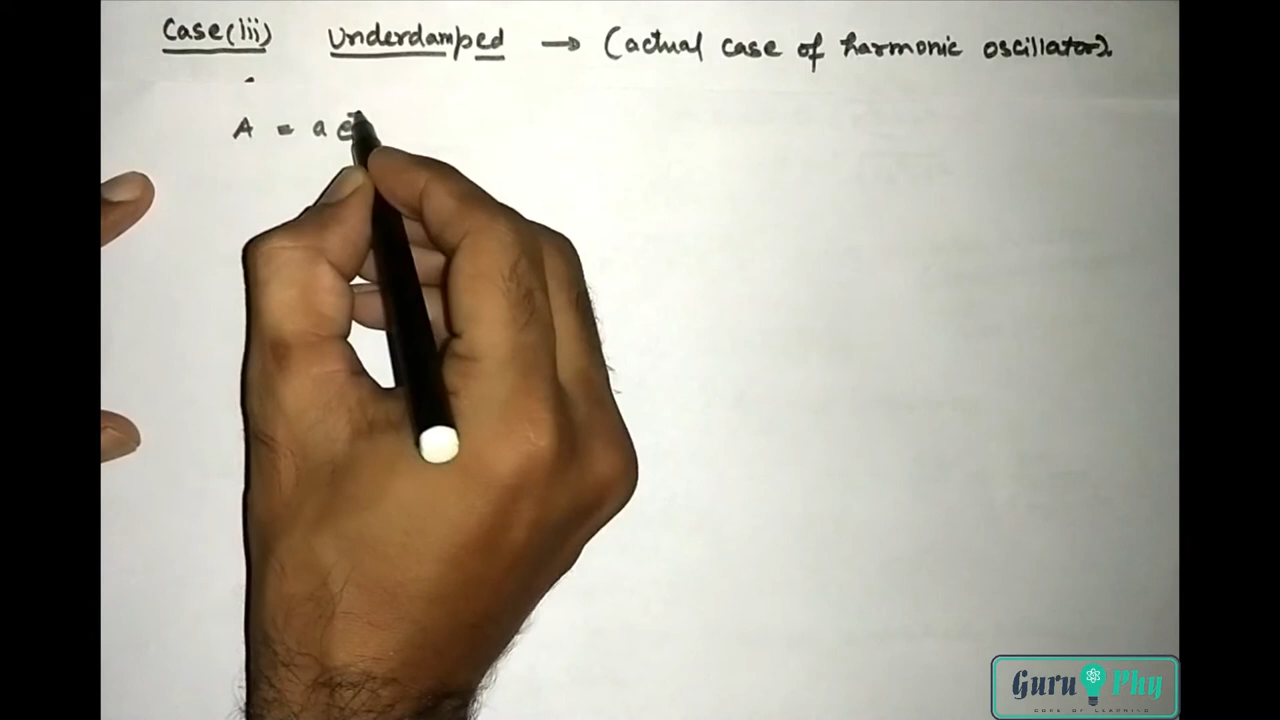 Case(iii) Underdamped → (actual case of harmonic oscillator).
A = a e
Guru Phy